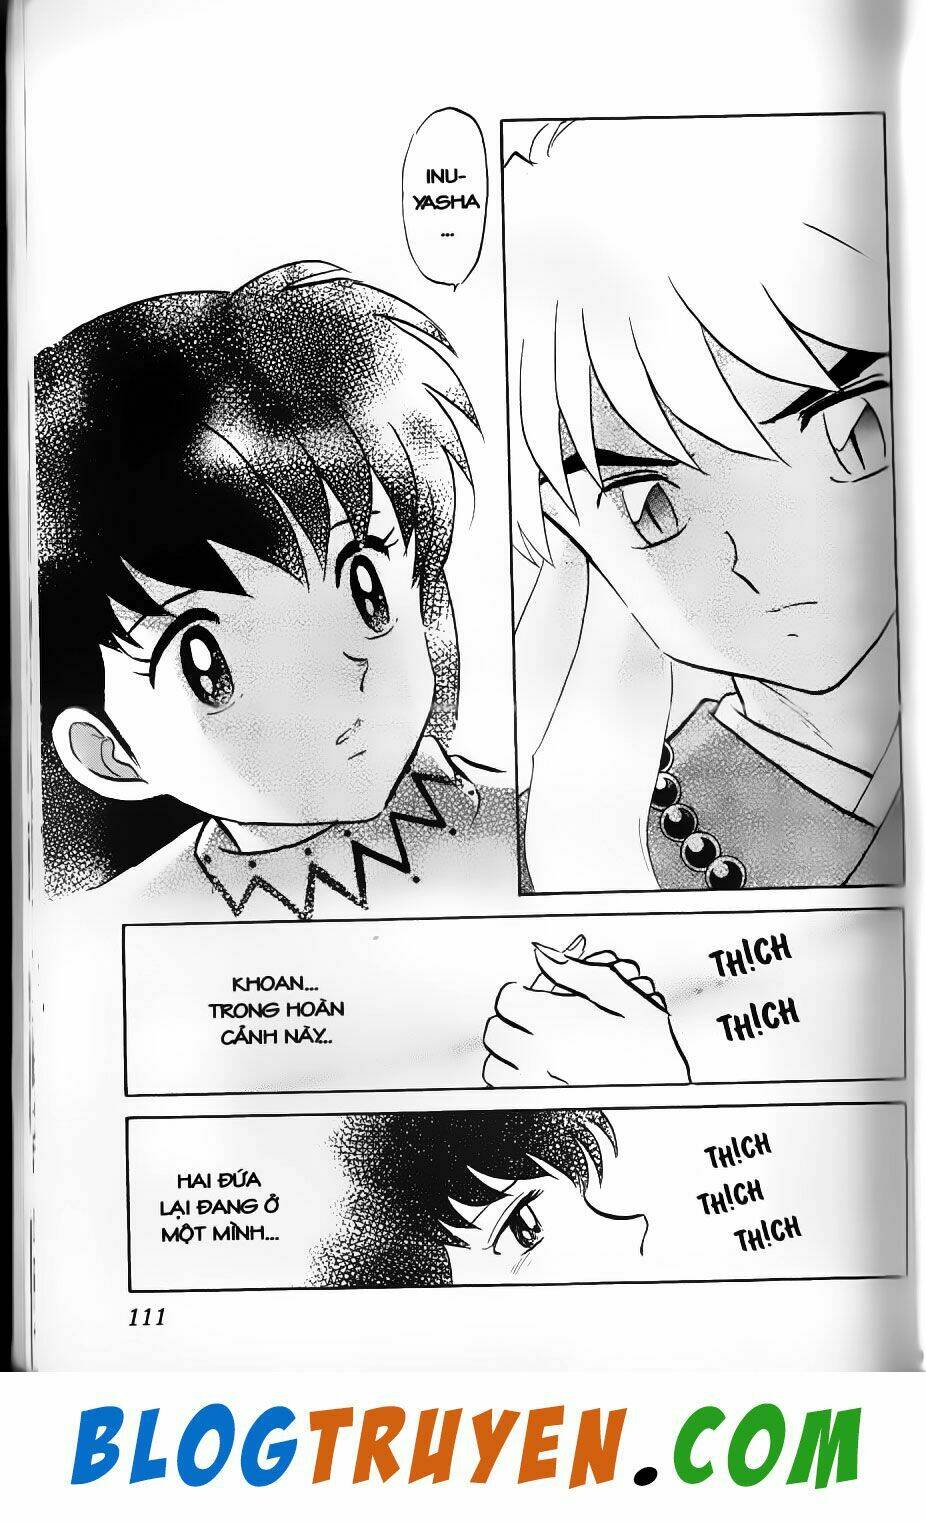 INU-
YASHA
...
KHOAN...
TRONG HOÀN
CẢNH NÀY...
THỊCH
THỊCH
HAI ĐỨA
LẠI ĐANG Ở
MỘT MÌNH...
THỊCH
THỊCH
THỊCH
111
BLOGTRUYEN.COM